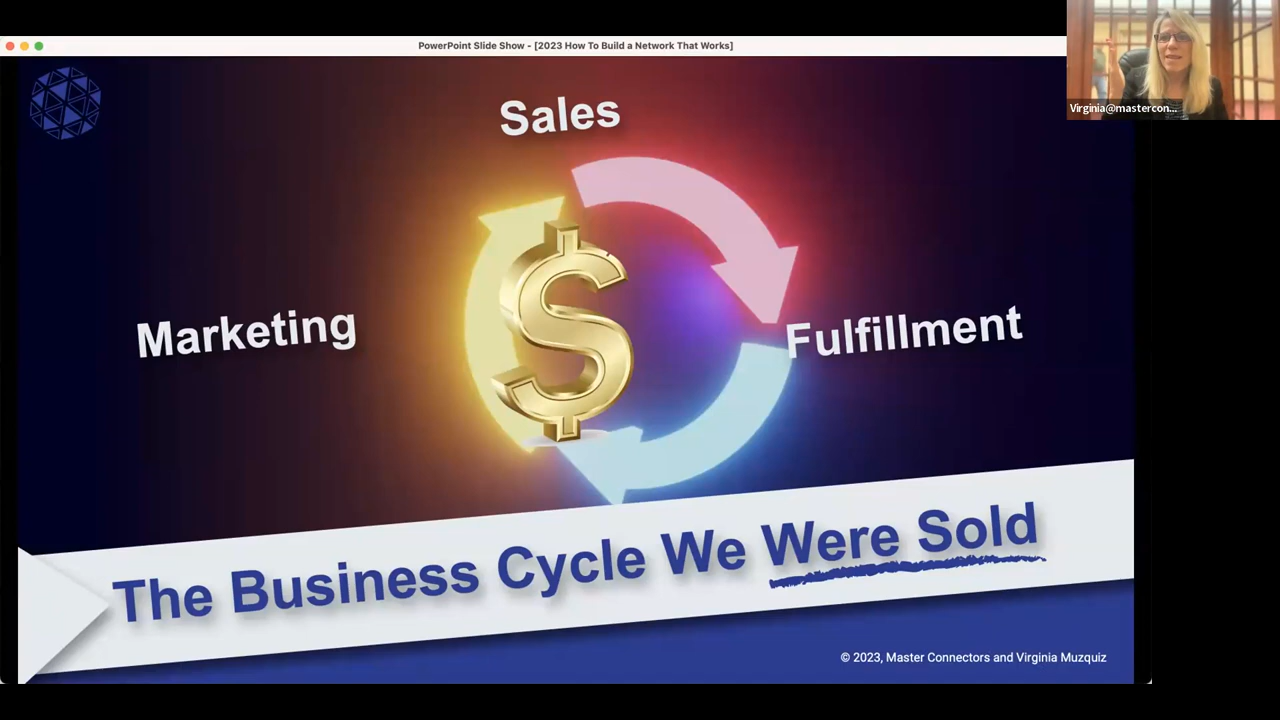 PowerPoint Slide Show - [2023 How To Build a Network That Works]
Virginia@mastercon...
Sales
Marketing
Fulfillment
The Business Cycle We Were Sold
© 2023, Master Connectors and Virginia Muzquiz